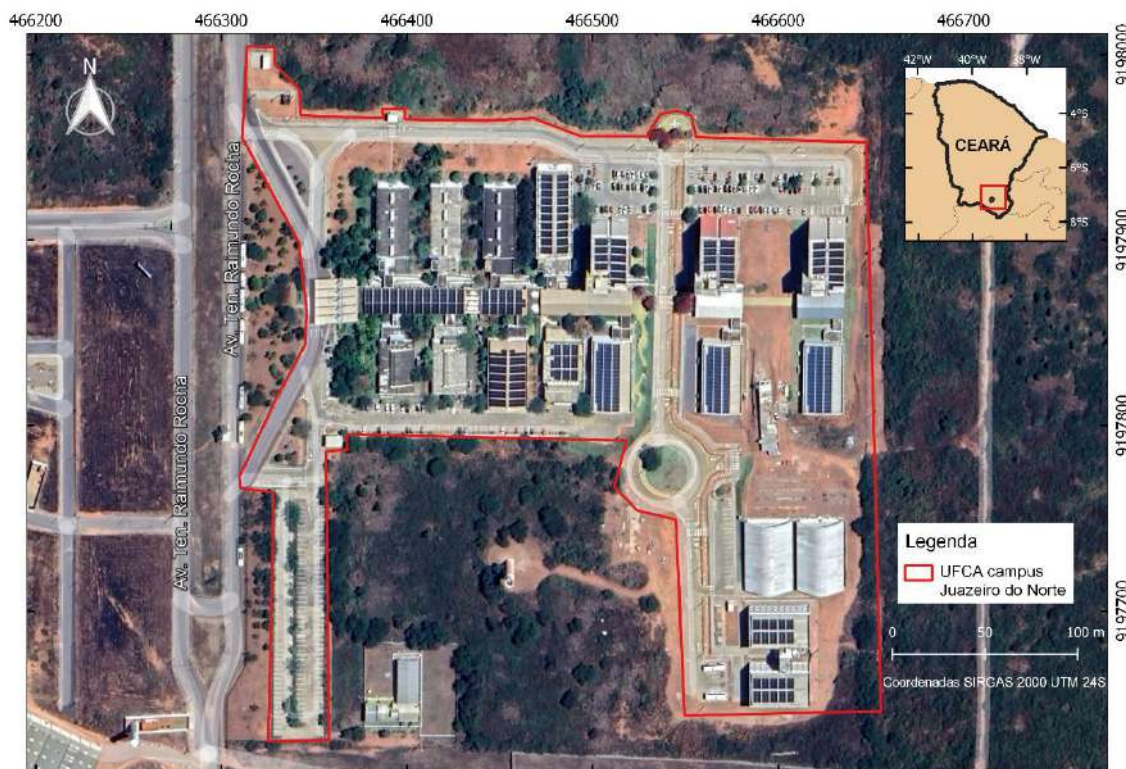 466200
466300
466400
466500
466600
466700
9198000
9197900
9197800
9197700
N
Av. Ten. Raimundo Rocha
Av. Ten. Raimundo Rocha
42°W
40°W
38°W
4°S
6°S
8°S
CEARÁ
Legenda
UFCA campus
Juazeiro do Norte
0 50 100 m
Coordenadas SIRGAS 2000 UTM 24S